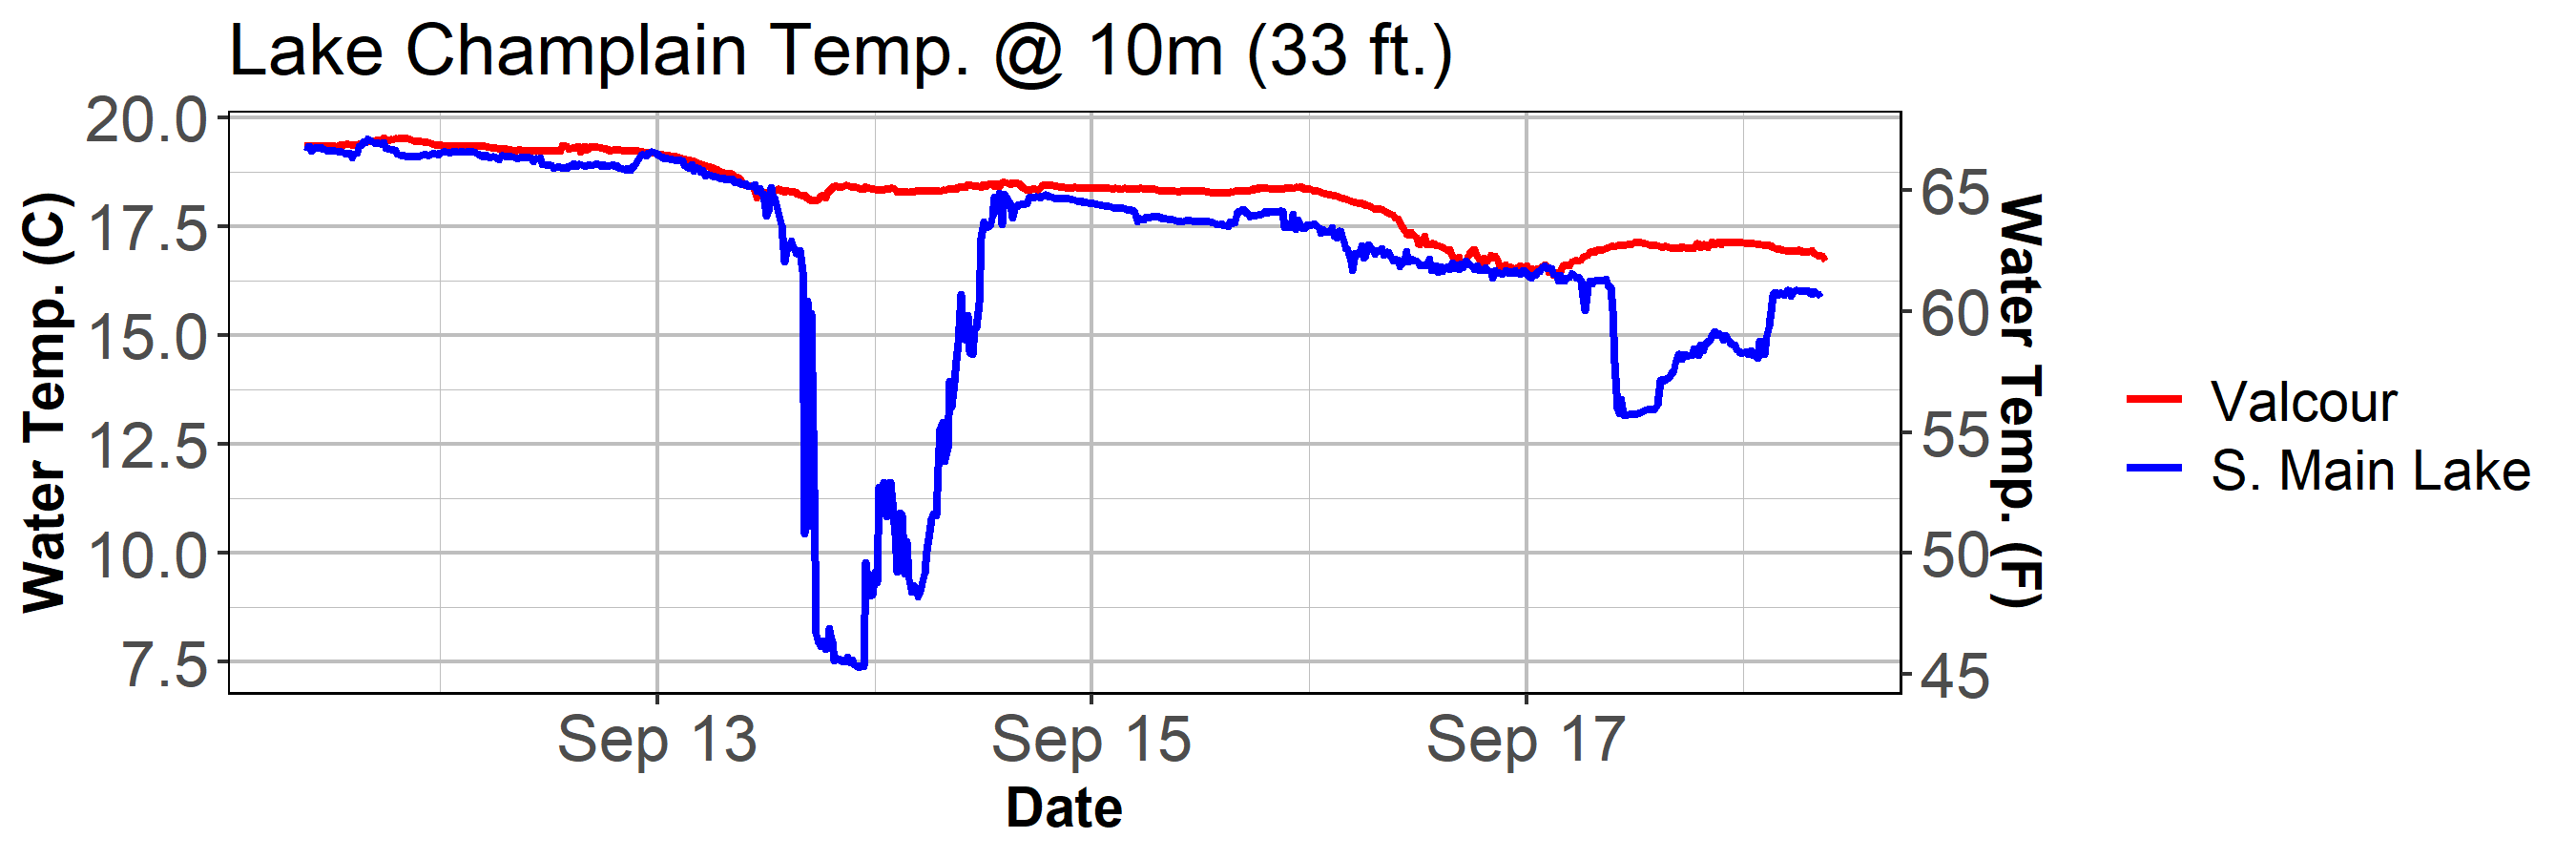 Lake Champlain Temp. @ 10m (33 ft.)
Water Temp. (C)
20.0
17.5
15.0
12.5
10.0
7.5
65
60
55
50
45
Water Temp. (F)
Sep 13
Sep 15
Sep 17
Date
Valcour
S. Main Lake